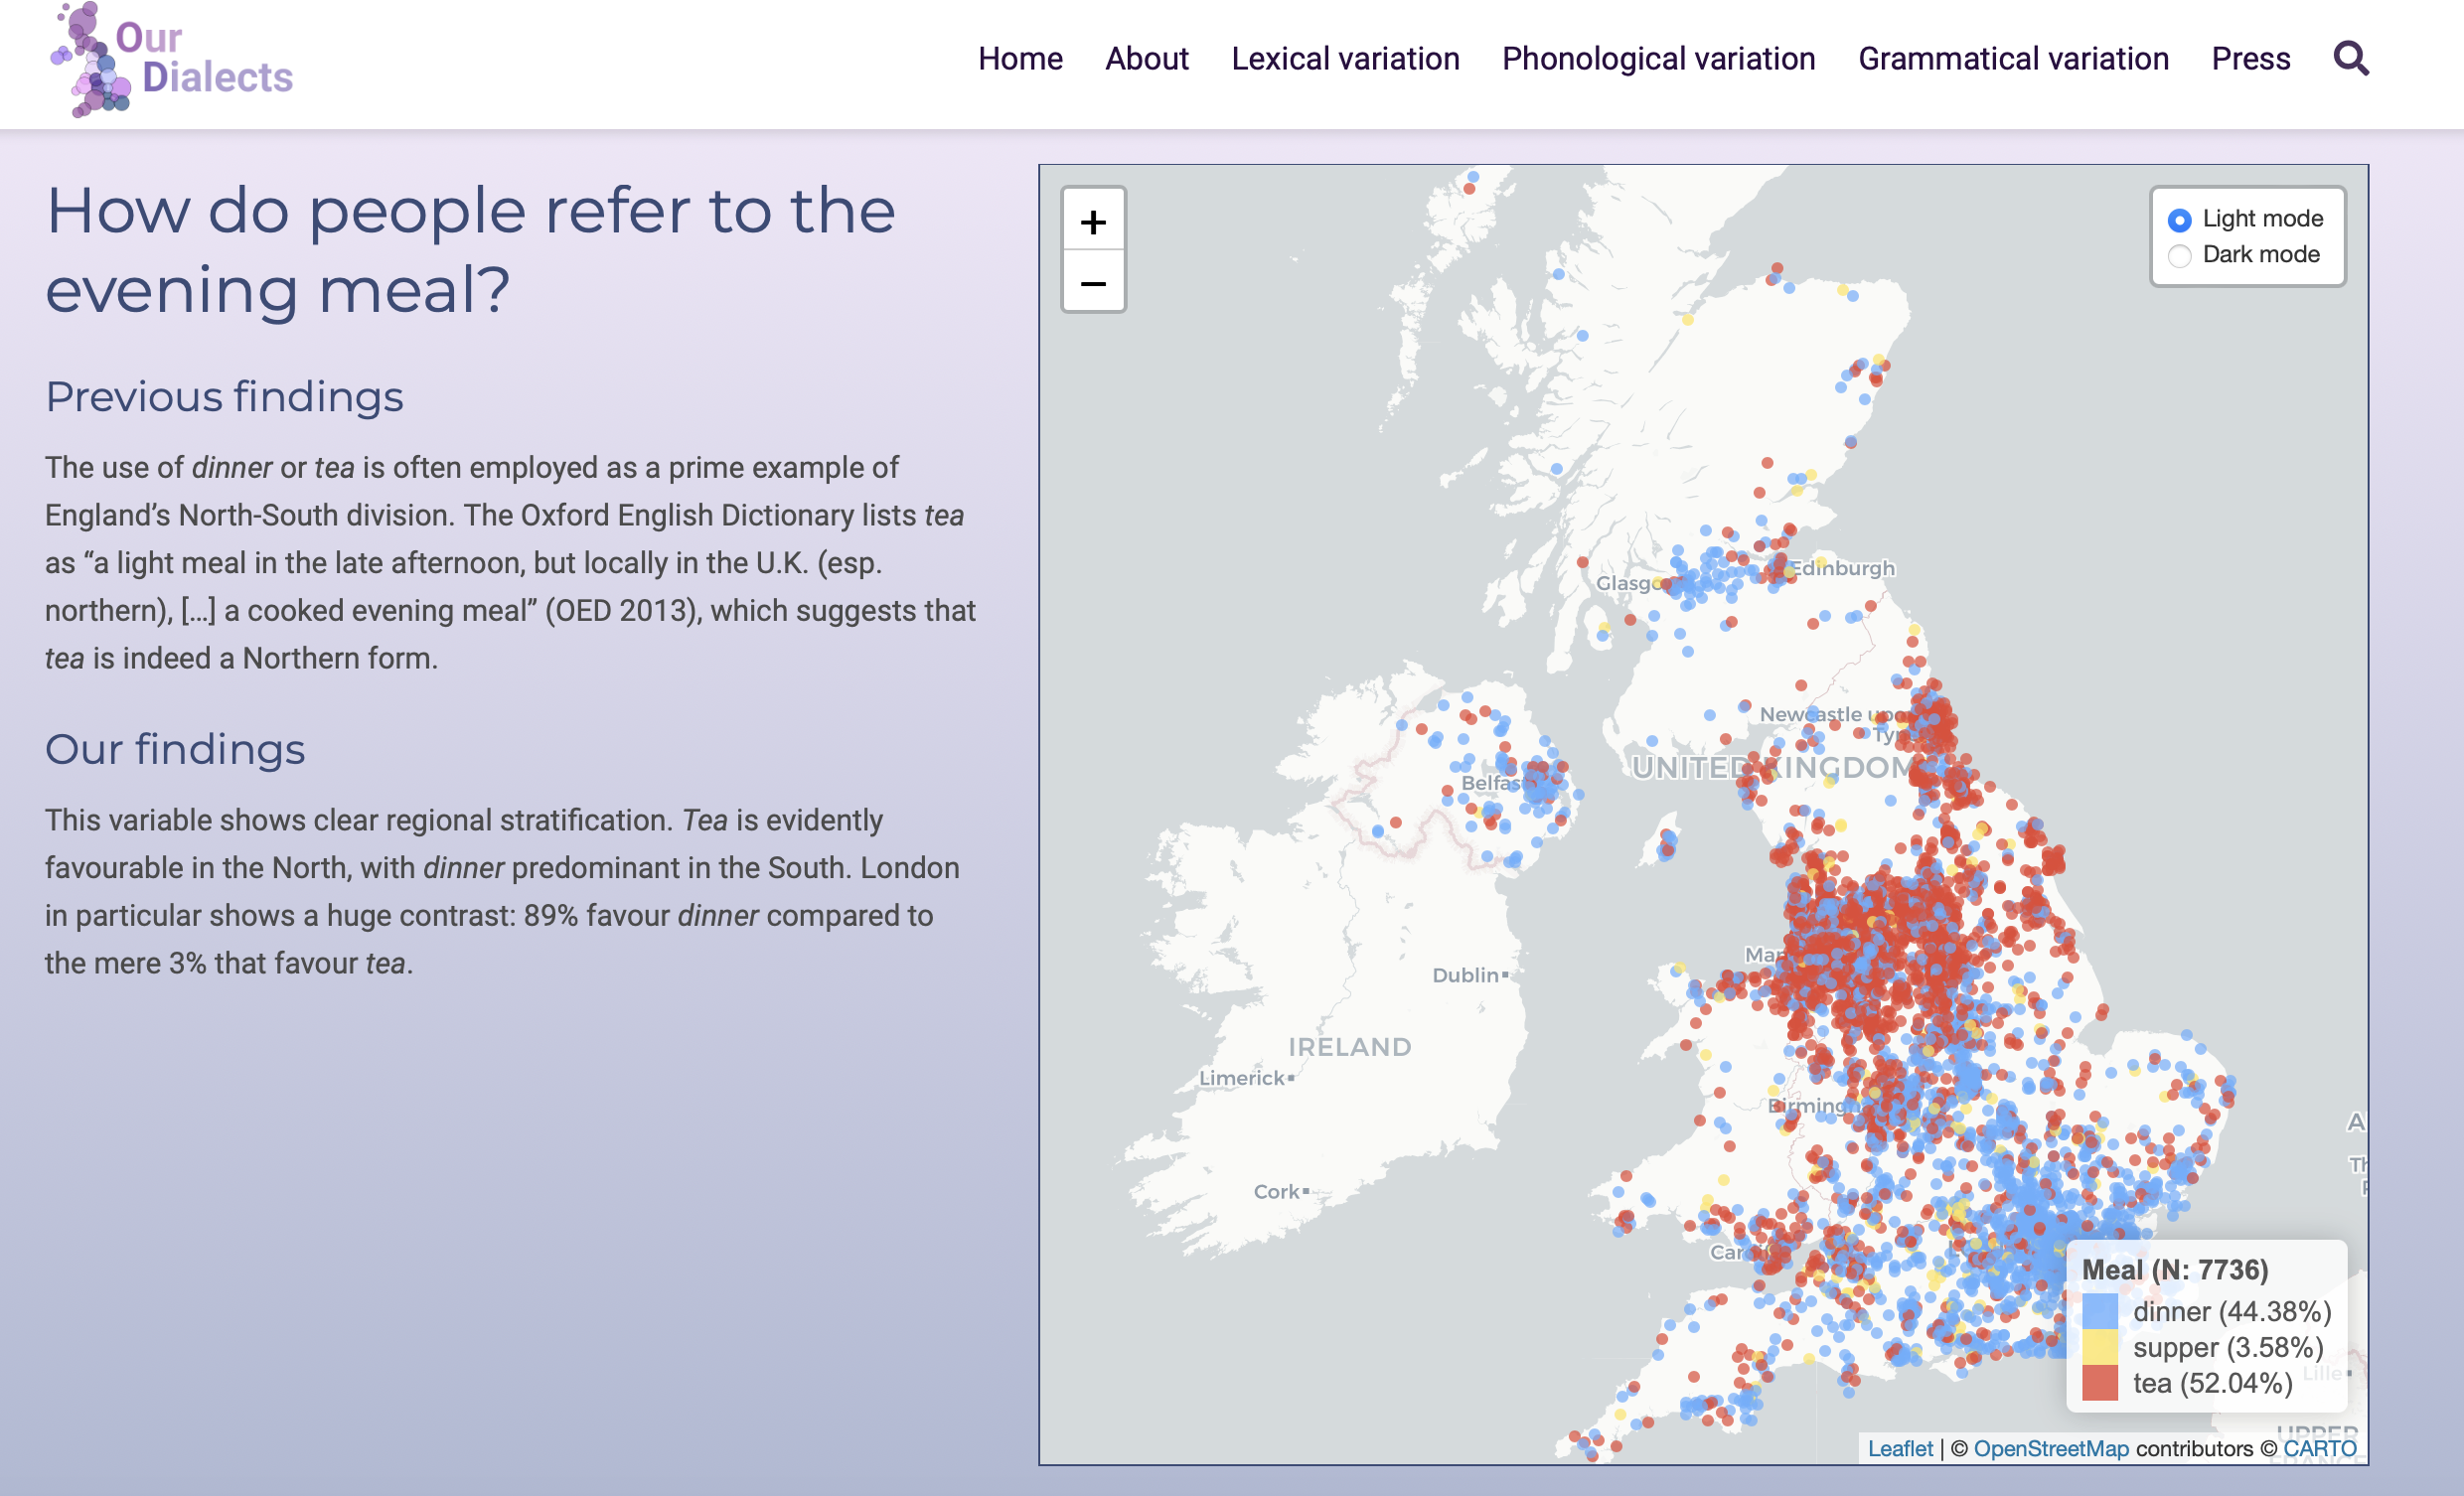 Our
Dialects
Home About Lexical variation Phonological variation Grammatical variation Press
How do people refer to the
evening meal?
Previous findings
The use of dinner or tea is often employed as a prime example of
England’s North-South division. The Oxford English Dictionary lists tea
as “a light meal in the late afternoon, but locally in the U.K. (esp.
northern), [...] a cooked evening meal” (OED 2013), which suggests that
tea is indeed a Northern form.
Our findings
This variable shows clear regional stratification. Tea is evidently
favourable in the North, with dinner predominant in the South. London
in particular shows a huge contrast: 89% favour dinner compared to
the mere 3% that favour tea.
+
−
Light mode
Dark mode
Edinburgh
Glasg
Newcastle upo
Ty
UNITED KINGDOM
Belfas
Man
Dublin
IRELAND
Limerick
Birming
Cork
Car
Meal (N: 7736)
dinner (44.38%)
supper (3.58%)
tea (52.04%)
Lille
UPPER
Leaflet | © OpenStreetMap contributors © CARTO